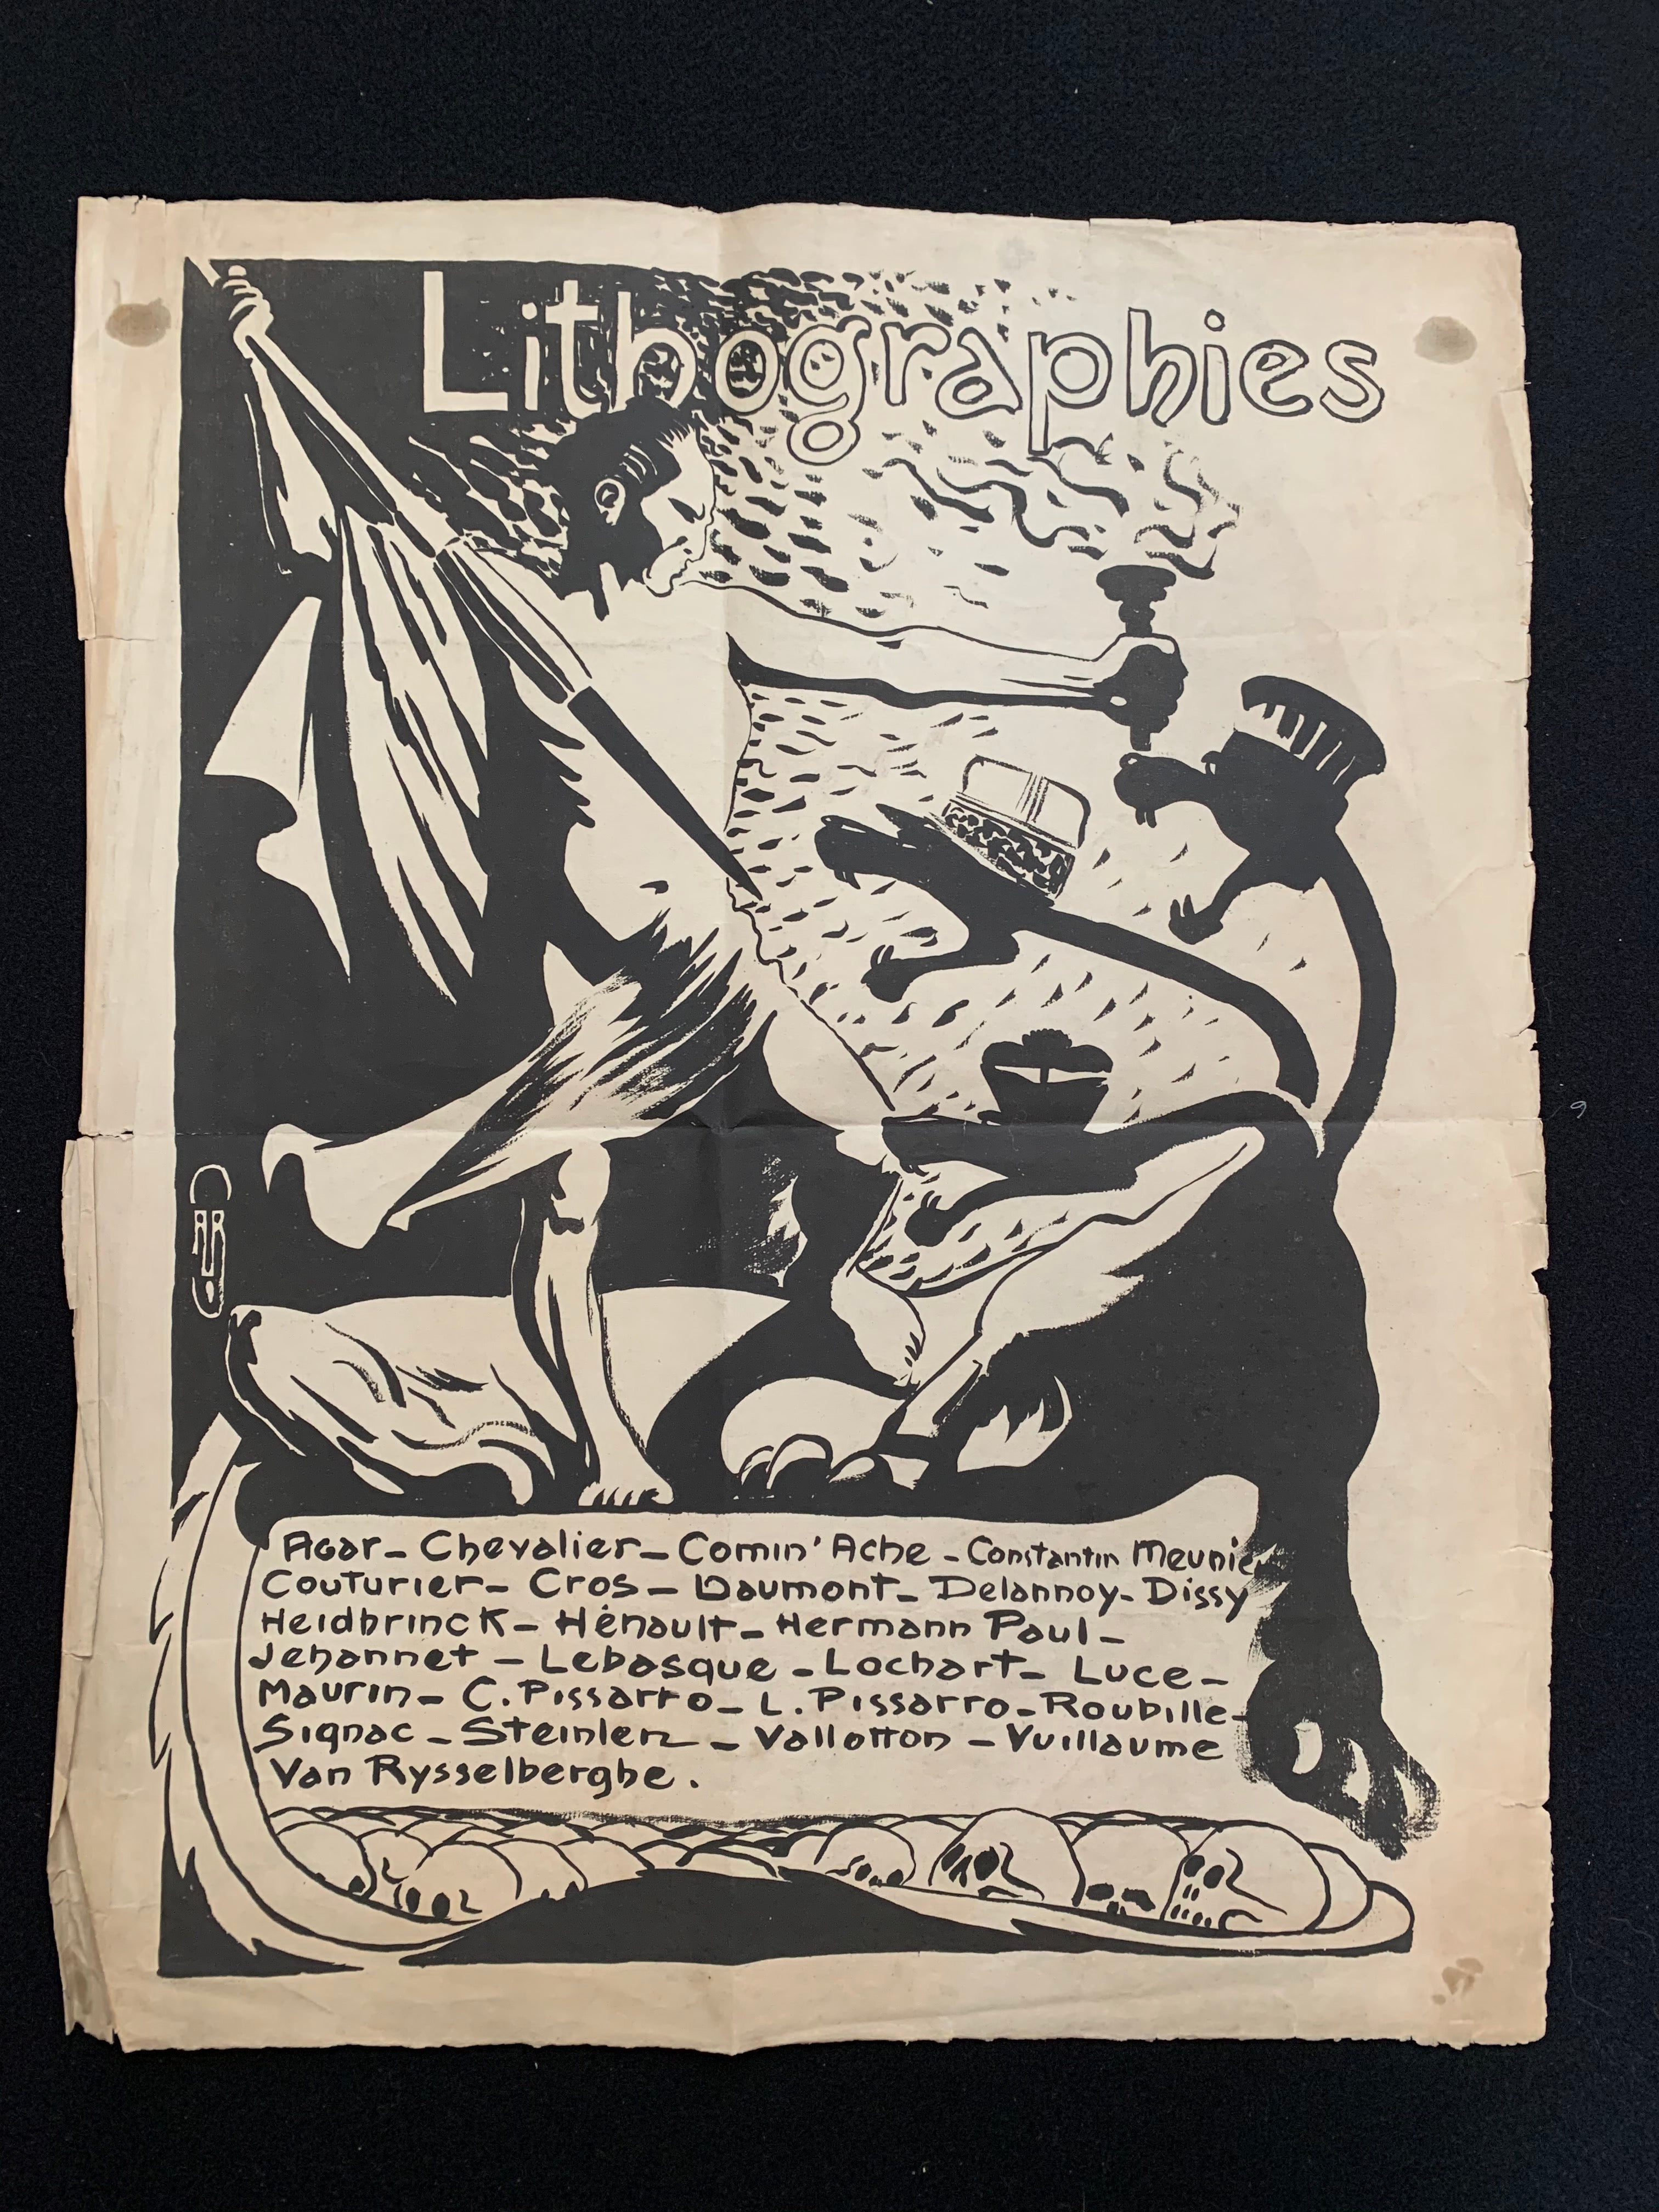 Lithographies
Agar - Chevalier - Comin' Ache - Constantin Meunier
Couturier - Cros - Daumont - Delannoy - Dissy
Heidbrinck - Hénault - Hermann Paul -
Jehannet - Lebasque - Lochart - Luce -
Maurin - C. Pissarro - L. Pissarro - Roubille -
Signac - Steinlen - Vallotton - Vuillaume
Van Rysselberghe.